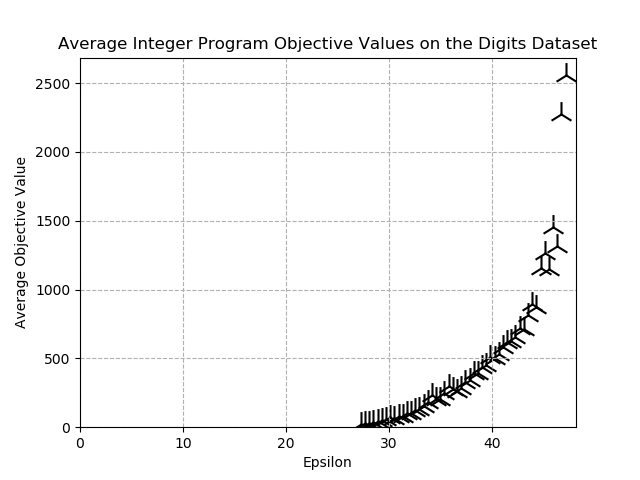 Average Integer Program Objective Values on the Digits Dataset
2500
2000
1500
1000
500
0
Average Objective Value
0 10 20 30 40
Epsilon